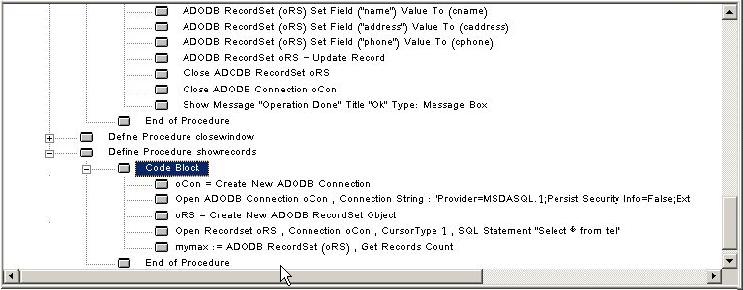 ADODB RecordSet (oRS) Set Field ("name") Value To (cname)
ADODB RecordSet (oRS) Set Field ("address") Value To (caddress)
ADODB RecordSet (oRS) Set Field ("phone") Value To (cphone)
ADODB RecordSet (oRS) - Update Record
Close ADODB RecordSet oRS
Close ADODB Connection oCon
Show Message "Operation Done" Title "Ok" Type: Message Box
End of Procedure
Define Procedure closewindow
Define Procedure showrecords
Code Block
oCon = Create New ADODB Connection
Open ADODB Connection oCon , Connection String : "Provider=MSDASQL.1;Persist Security Info=False;Ext
oRS = Create New ADODB RecordSet Object
Open Recordset oRS , Connection oCon , CursorType 1 , SQL Statement "Select * from tel"
mymax := ADODB RecordSet (oRS) , Get Records Count
End of Procedure